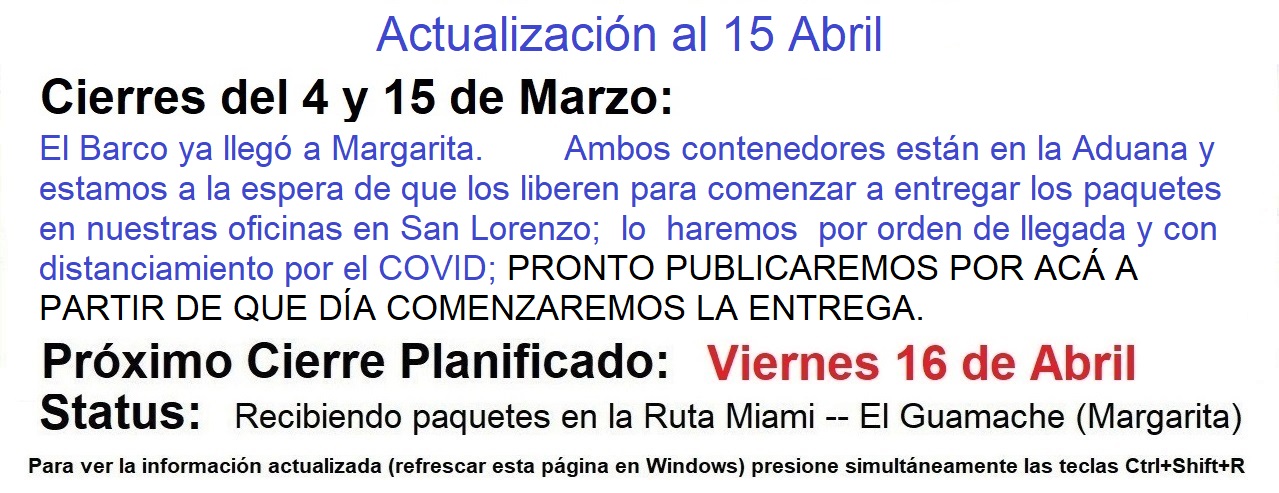 Actualización al 15 Abril
Cierres del 4 y 15 de Marzo:
El Barco ya llegó a Margarita. Ambos contenedores están en la Aduana y
estamos a la espera de que los liberen para comenzar a entregar los paquetes
en nuestras oficinas en San Lorenzo; lo haremos por orden de llegada y con
distanciamiento por el COVID; PRONTO PUBLICAREMOS POR ACÁ A
PARTIR DE QUE DÍA COMENZAREMOS LA ENTREGA.
Próximo Cierre Planificado: Viernes 16 de Abril
Status: Recibiendo paquetes en la Ruta Miami -- El Guamache (Margarita)
Para ver la información actualizada (refrescar esta página en Windows) presione simultáneamente las teclas Ctrl+Shift+R